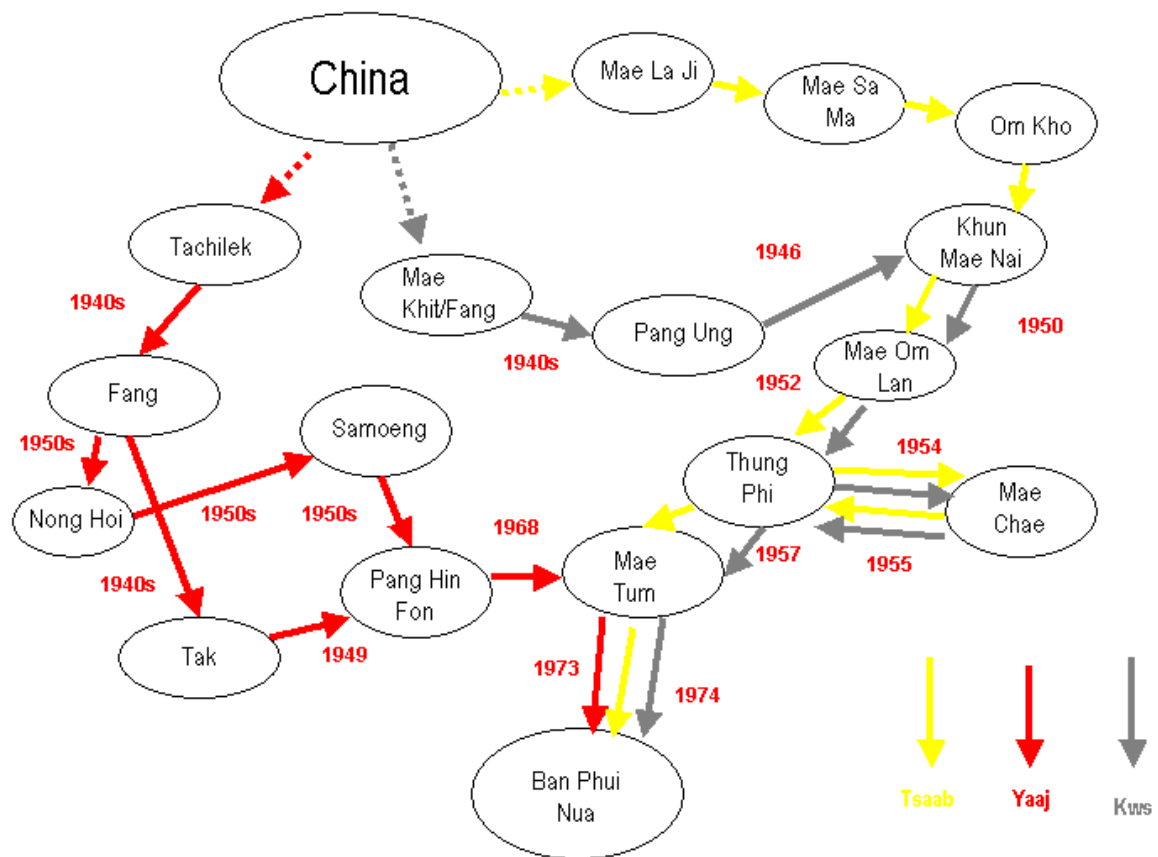 China
Mae La Ji
Mae Sa
Ma
Om Kho
Tachilek
Khun
Mae Nai
1946
Mae
Khit/Fang
1940s
Pang Ung
1950
1940s
Mae Om
Lan
1952
Fang
Samoeng
1950s
1954
Thung
Phi
Mae
Chae
Nong Hoi
1950s
1950s
1968
1957
1955
Mae
Tum
1940s
Pang Hin
Fon
Tak
1949
1973
1974
Ban Phui
Nua
Tsaab
Yaaj
Kws